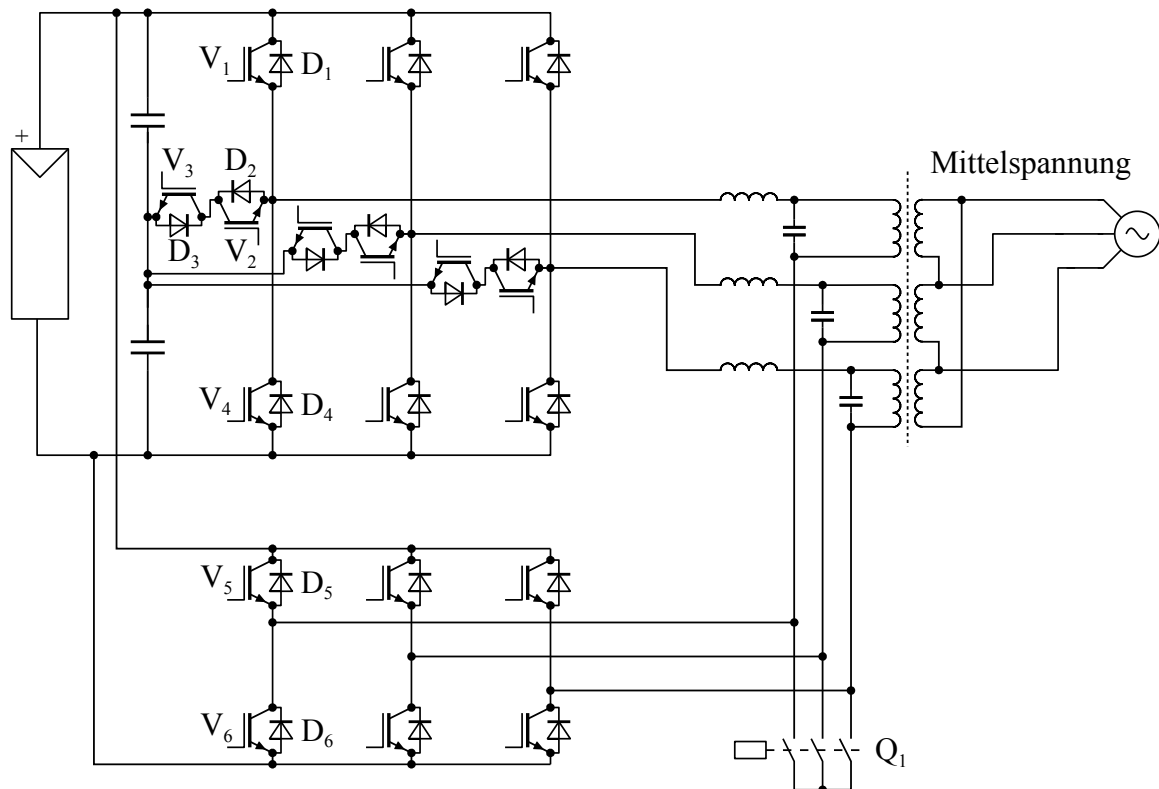 V₁ D₁
+
V₃ D₂
Mittelspannung
D₃ V₂
V₄ D₄
V₅ D₅
V₆ D₆
Q₁